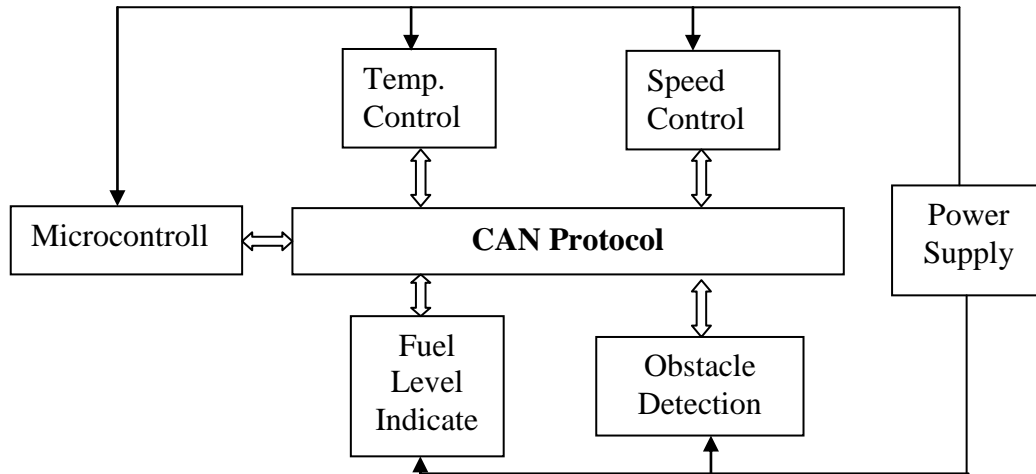 Temp.
Control
Speed
Control
Microcontroll
CAN Protocol
Power
Supply
Fuel
Level
Indicate
Obstacle
Detection